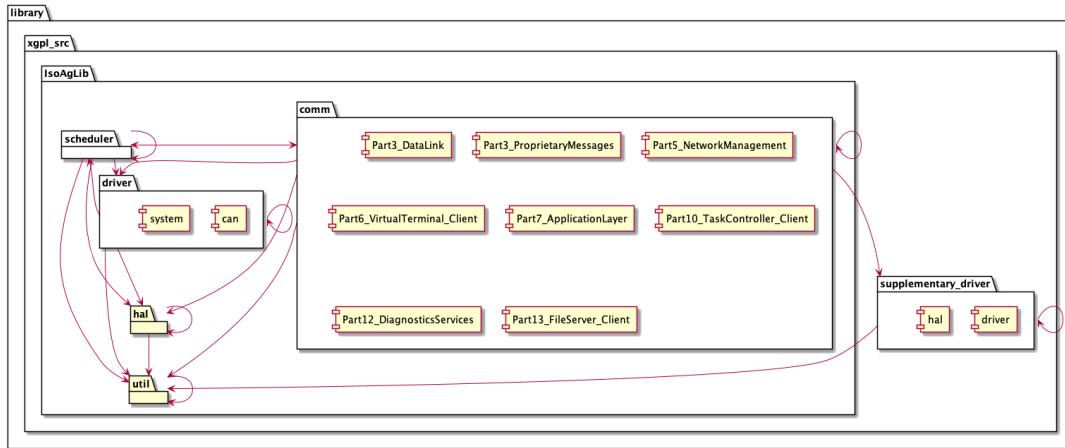 library
xgpl_src
IsoAgLib
comm
scheduler
Part3_DataLink
Part3_ProprietaryMessages
Part5_NetworkManagement
driver
system
can
Part6_VirtualTerminal_Client
Part7_ApplicationLayer
Part10_TaskController_Client
supplementary_driver
hal
Part12_DiagnosticsServices
Part13_FileServer_Client
hal
driver
util